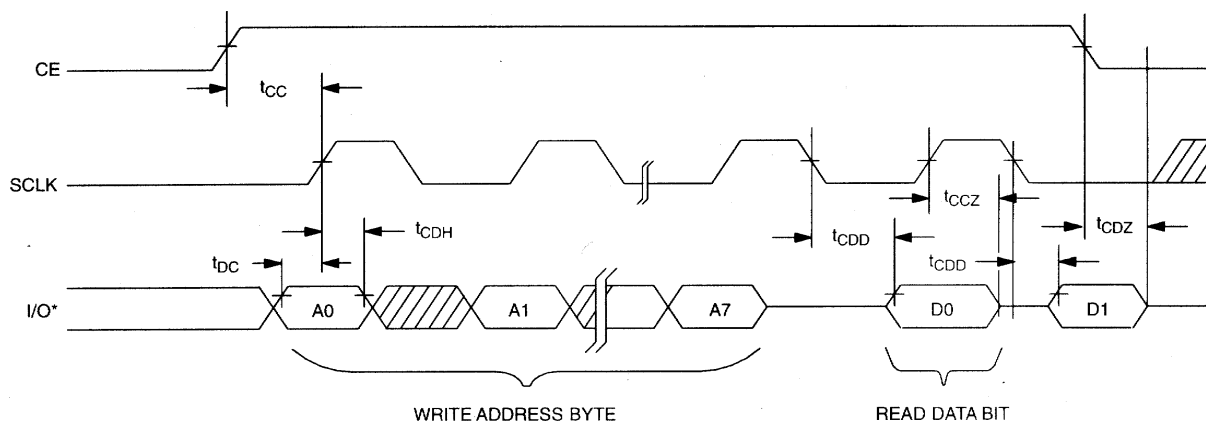 CE
tCC
SCLK
tCCZ
tCDH
tCDD
tCDZ
tDC
tCDD
I/O*
A0
A1
A7
D0
D1
WRITE ADDRESS BYTE
READ DATA BIT